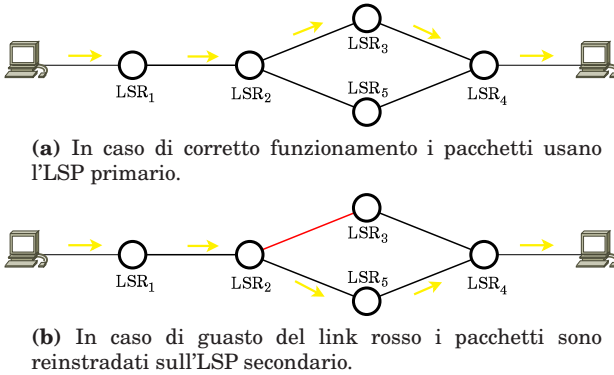 LSR₃
LSR₁
LSR₂
LSR₅
LSR₄
(a) In caso di corretto funzionamento i pacchetti usano
l'LSP primario.
LSR₃
LSR₁
LSR₂
LSR₅
LSR₄
(b) In caso di guasto del link rosso i pacchetti sono
reinstradati sull'LSP secondario.